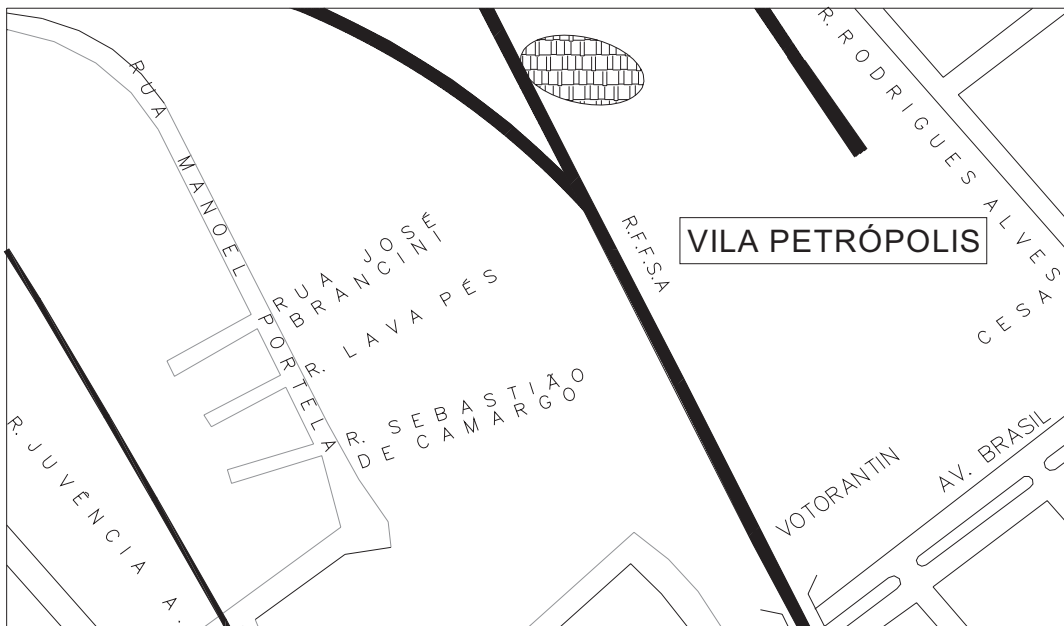 R. RODRIGUES ALVES
RUA MANOEL PORTELA
RUA JOSÉ
BRANCINI
R. LAVA PÉS
R. SEBASTIÃO
DE CAMARGO
R.F.F.S.A
VILA PETRÓPOLIS
CESA
R. JUVÊNCIA A.
VOTORANTIN
AV. BRASIL